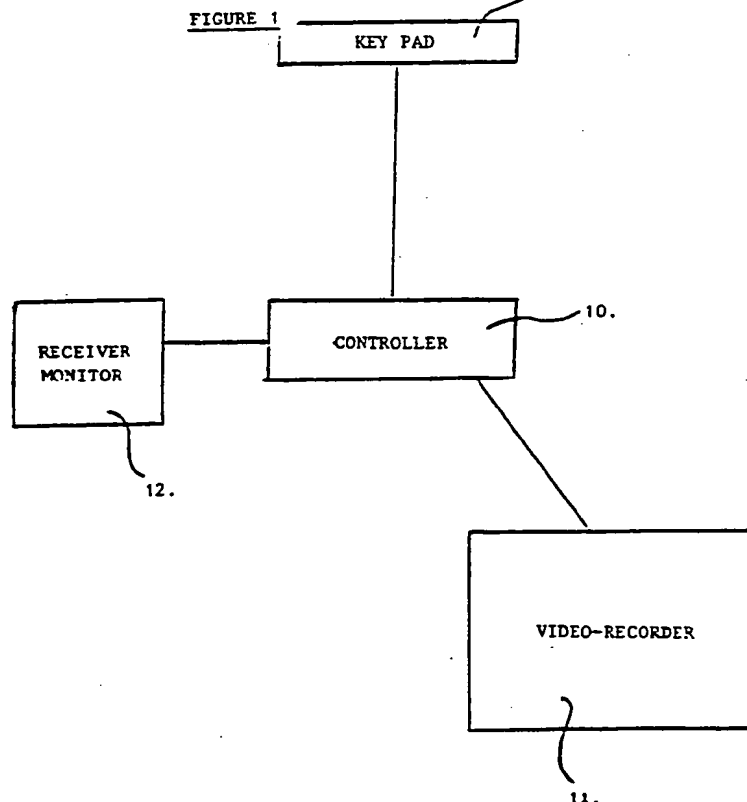 FIGURE 1
KEY PAD
CONTROLLER
10.
RECEIVER
MONITOR
12.
VIDEO-RECORDER
11.